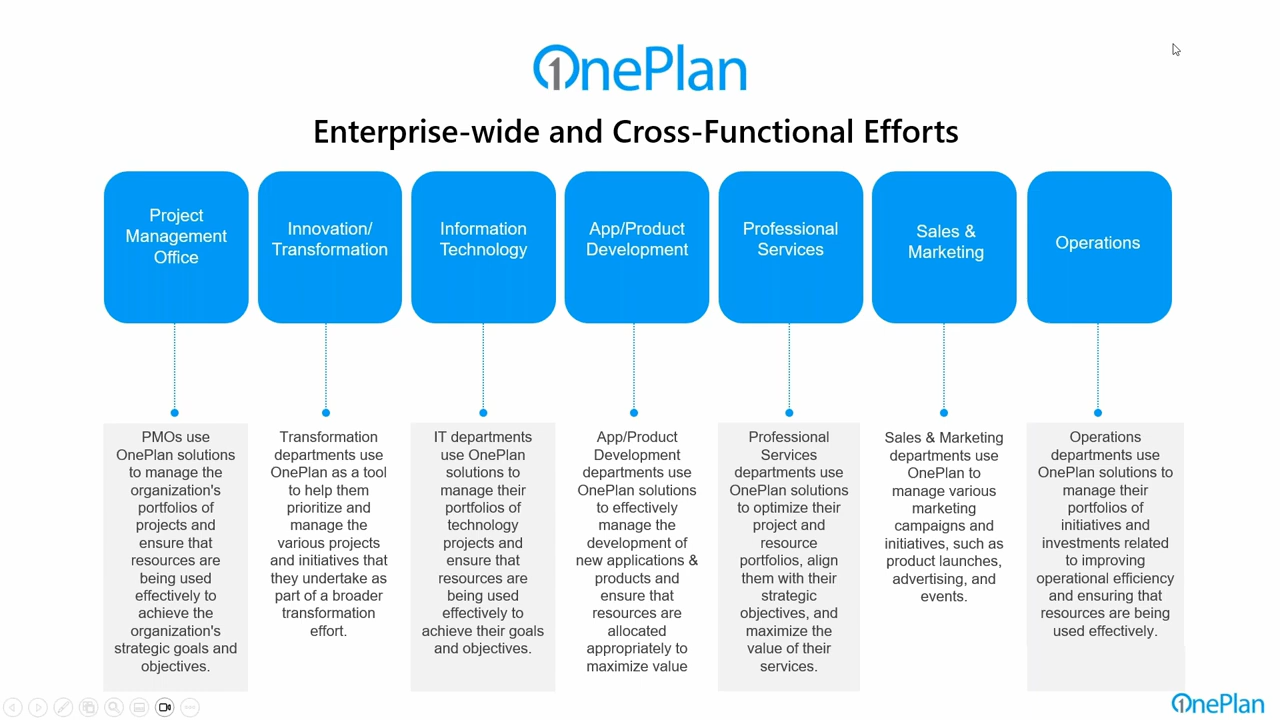 OnePlan
Enterprise-wide and Cross-Functional Efforts
Project
Management
Office
Innovation/
Transformation
Information
Technology
App/Product
Development
Professional
Services
Sales &
Marketing
Operations
PMOs use
OnePlan solutions
to manage the
organization's
portfolios of
projects and
ensure that
resources are
being used
effectively to
achieve the
organization's
strategic goals and
objectives.
Transformation
departments use
OnePlan as a tool
to help them
prioritize and
manage the
various projects
and initiatives that
they undertake as
part of a broader
transformation
effort.
IT departments
use OnePlan
solutions to
manage their
portfolios of
technology
projects and
ensure that
resources are
being used
effectively to
achieve their goals
and objectives.
App/Product
Development
departments use
OnePlan solutions
to effectively
manage the
development of
new applications &
products and
ensure that
resources are
allocated
appropriately to
maximize value
Professional
Services
departments use
OnePlan solutions
to optimize their
project and
resource
portfolios, align
them with their
strategic
objectives, and
maximize the
value of their
services.
Sales & Marketing
departments use
OnePlan to
manage various
marketing
campaigns and
initiatives, such as
product launches,
advertising, and
events.
Operations
departments use
OnePlan solutions to
manage their
portfolios of
initiatives and
investments related
to improving
operational efficiency
and ensuring that
resources are being
used effectively.
OnePlan